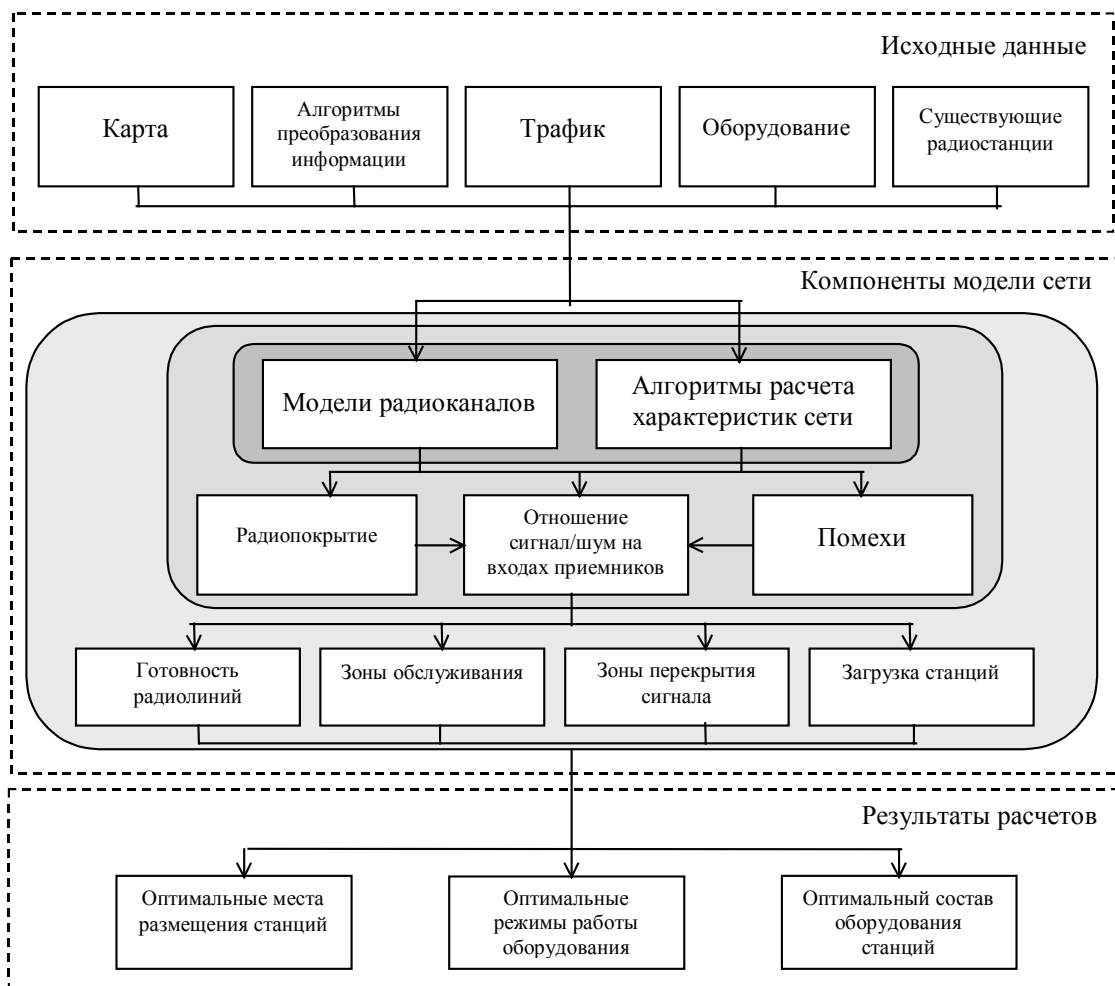 Исходные данные
Карта
Алгоритмы
преобразования
информации
Трафик
Оборудование
Существующие
радиостанции
Компоненты модели сети
Модели радиоканалов
Алгоритмы расчета
характеристик сети
Радиопокрытие
Отношение
сигнал/шум на
входах приемников
Помехи
Готовность
радиолиний
Зоны обслуживания
Зоны перекрытия
сигнала
Загрузка станций
Результаты расчетов
Оптимальные места
размещения станций
Оптимальные
режимы работы
оборудования
Оптимальный состав
оборудования
станций